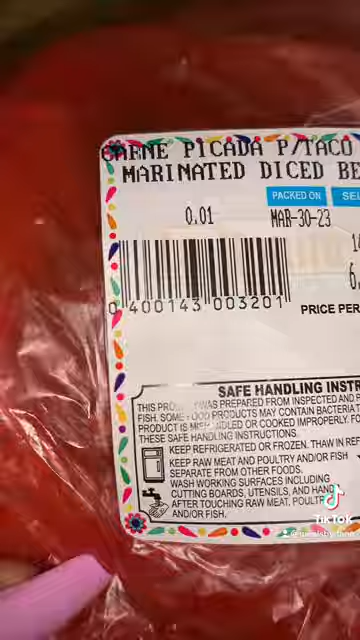 CARNE PICADA P/TACO
MARINATED DICED BE
PACKED ON SEL
0.01 MAR-30-23
0 400143 003201
6.
PRICE PER
SAFE HANDLING INSTR
THIS WAS PREPARED FROM INSPECTED AND P
FISH. SOME FOOD PRODUCTS MAY CONTAIN BACTERIA
PRODUCT IS MISHANDLED OR COOKED IMPROPERLY. FO
THESE SAFE HANDLING INSTRUCTIONS.
KEEP REFRIGERATED OR FROZEN. THAW IN REF
KEEP RAW MEAT AND POULTRY AND/OR FISH
SEPARATE FROM OTHER FOODS.
WASH WORKING SURFACES INCLUDING
CUTTING BOARDS, UTENSILS, AND HAND
AFTER TOUCHING RAW MEAT, POULTR
AND/OR FISH.
TikTok